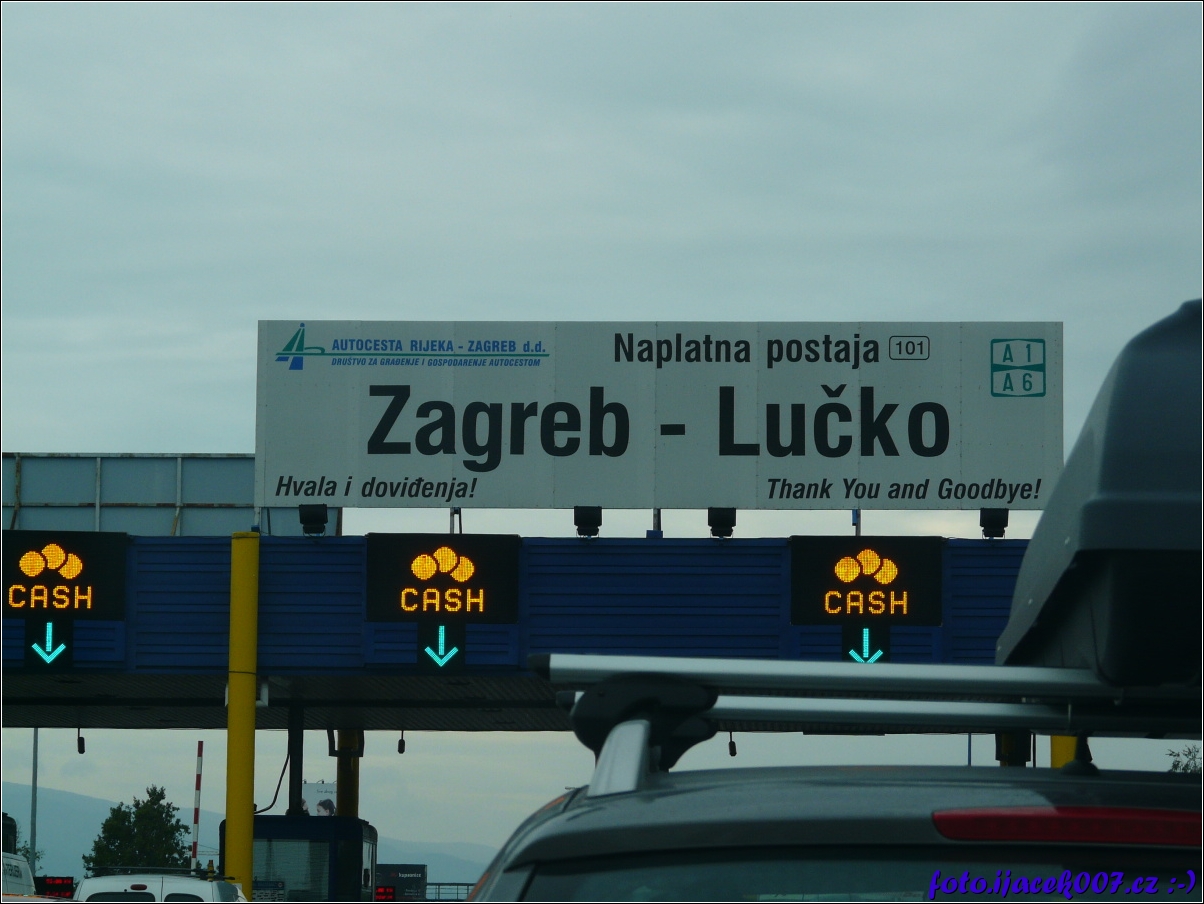 AUTOCESTA RIJEKA - ZAGREB d.d.
DRUŠTVO ZA GRAĐENJE I GOSPODARENJE AUTOCESTOM
Naplatna postaja 101
A 1
A 6
Zagreb - Lučko
Hvala i doviđenja!
Thank You and Goodbye!
CASH
CASH
CASH
foto.ijacek007.cz :-)